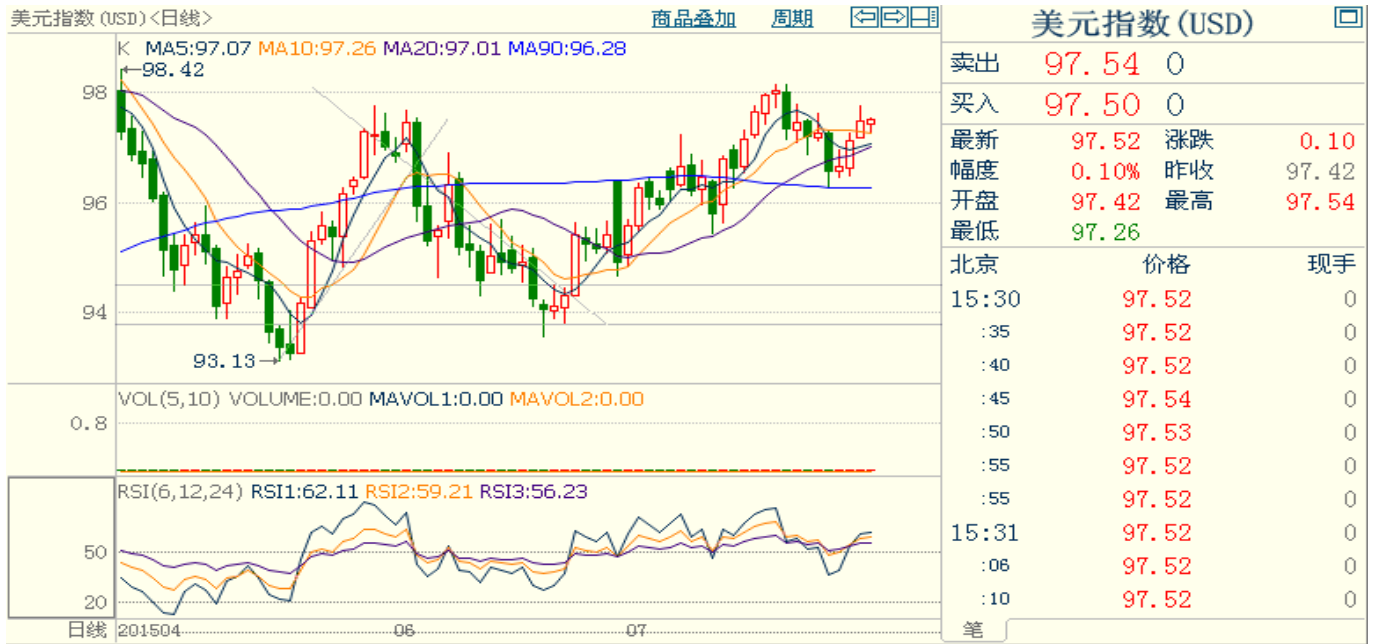 美元指数(USD)<日线> 商品叠加 周期
K MA5:97.07 MA10:97.26 MA20:97.01 MA90:96.28
98.42
98
96
94
93.13
VOL(5,10) VOLUME:0.00 MAVOL1:0.00 MAVOL2:0.00
0.8
RSI(6,12,24) RSI1:62.11 RSI2:59.21 RSI3:56.23
50
20
日线 201504 06 07
美元指数(USD)
卖出 97.54 0
买入 97.50 0
最新 97.52 涨跌 0.10
幅度 0.10% 昨收 97.42
开盘 97.42 最高 97.54
最低 97.26
北京 价格 现手
15:30 97.52 0
:35 97.52 0
:40 97.52 0
:45 97.54 0
:50 97.53 0
:55 97.52 0
:55 97.52 0
15:31 97.52 0
:06 97.52 0
:10 97.52 0
笔